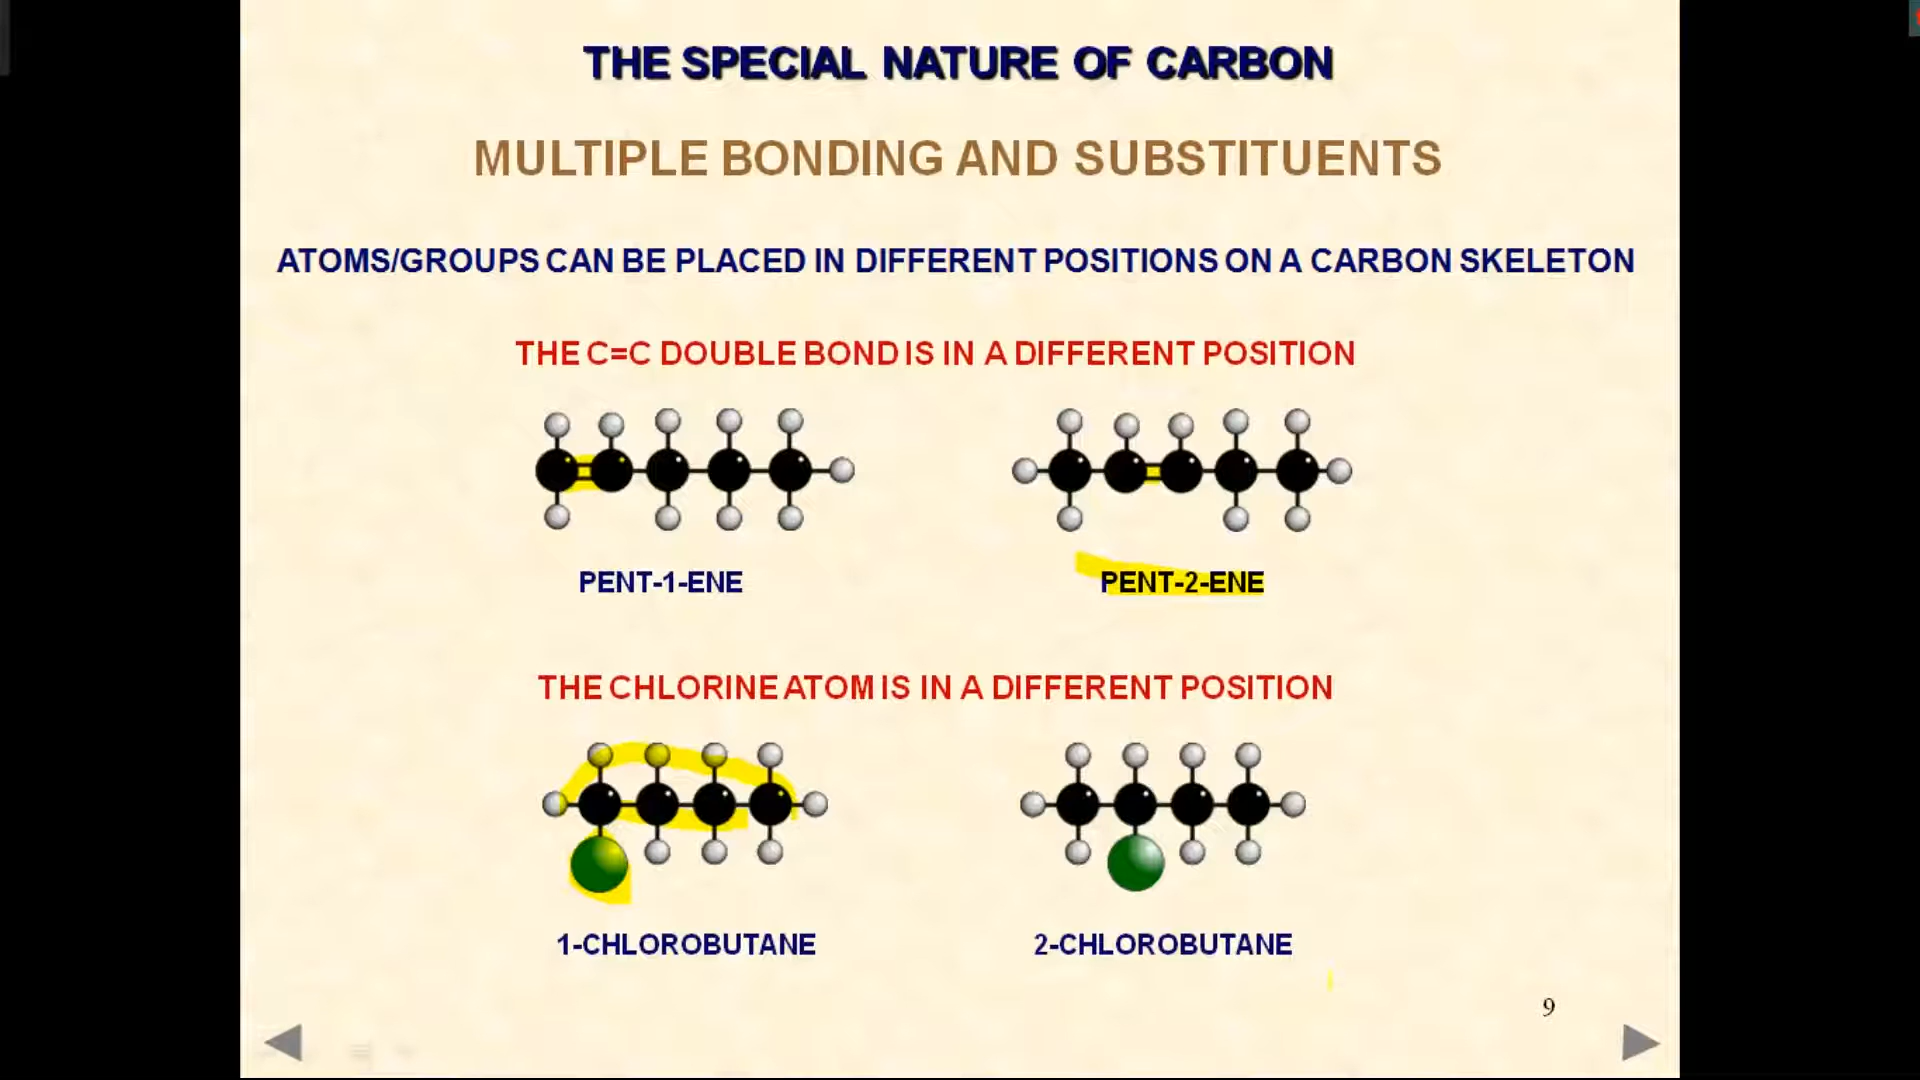 THE SPECIAL NATURE OF CARBON
MULTIPLE BONDING AND SUBSTITUENTS
ATOMS/GROUPS CAN BE PLACED IN DIFFERENT POSITIONS ON A CARBON SKELETON
THE C=C DOUBLE BOND IS IN A DIFFERENT POSITION
PENT-1-ENE
PENT-2-ENE
THE CHLORINE ATOM IS IN A DIFFERENT POSITION
1-CHLOROBUTANE
2-CHLOROBUTANE
9